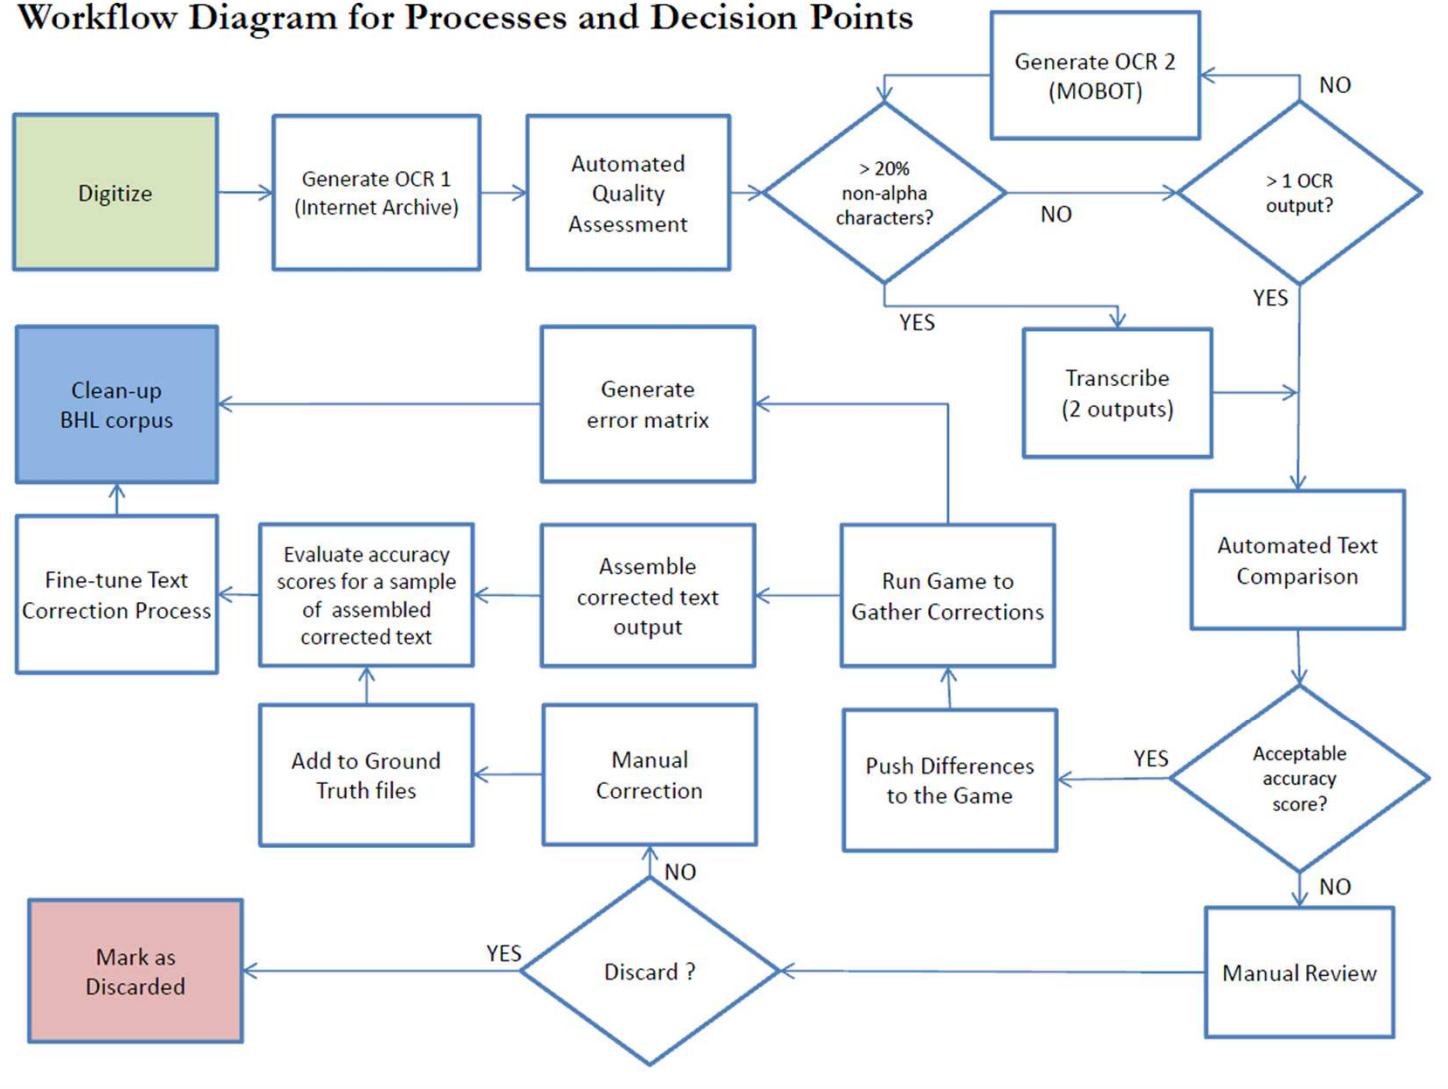 Workflow Diagram for Processes and Decision Points
Generate OCR 2
(MOBOT)
NO
Digitize
Generate OCR 1
(Internet Archive)
Automated
Quality
Assessment
> 20%
non-alpha
characters?
NO
> 1 OCR
output?
YES
YES
Clean-up
BHL corpus
Generate
error matrix
Transcribe
(2 outputs)
Fine-tune Text
Correction Process
Evaluate accuracy
scores for a sample
of assembled
corrected text
Assemble
corrected text
output
Run Game to
Gather Corrections
Automated Text
Comparison
Add to Ground
Truth files
Manual
Correction
Push Differences
to the Game
YES
Acceptable
accuracy
score?
NO
NO
Mark as
Discarded
YES
Discard ?
Manual Review